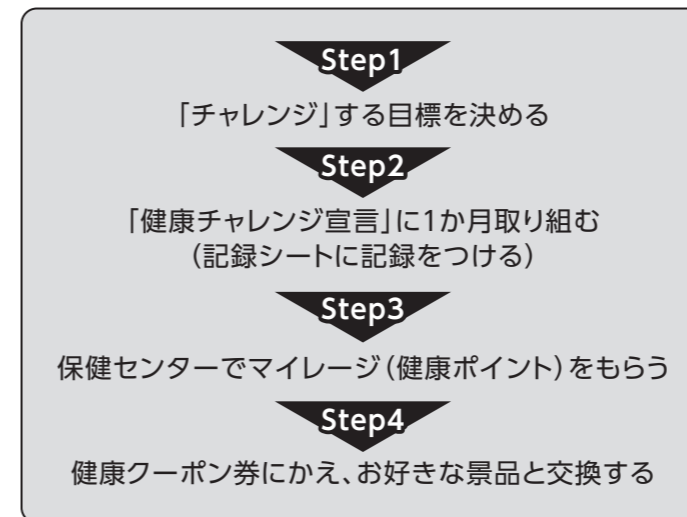 Step1
「チャレンジ」する目標を決める
Step2
「健康チャレンジ宣言」に1か月取り組む
(記録シートに記録をつける)
Step3
保健センターでマイレージ(健康ポイント)をもらう
Step4
健康クーポン券にかえ、お好きな景品と交換する